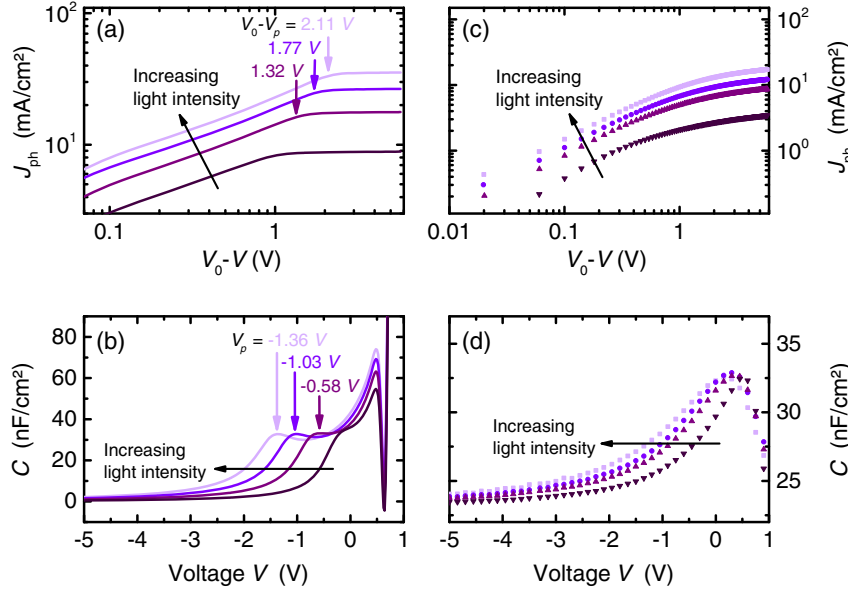 (a)
V₀-Vₚ = 2.11 V
1.77 V
1.32 V
Increasing
light intensity
10²
10¹
J_ph (mA/cm²)
0.1
1
V₀-V (V)
(c)
Increasing
light intensity
10²
10¹
10⁰
J_ph (mA/cm²)
0.01
0.1
1
V₀-V (V)
(b)
Vₚ = -1.36 V
-1.03 V
-0.58 V
Increasing
light intensity
80
60
40
20
0
C (nF/cm²)
-5 -4 -3 -2 -1 0 1
Voltage V (V)
(d)
Increasing
light intensity
35
30
25
C (nF/cm²)
-5 -4 -3 -2 -1 0 1
Voltage V (V)